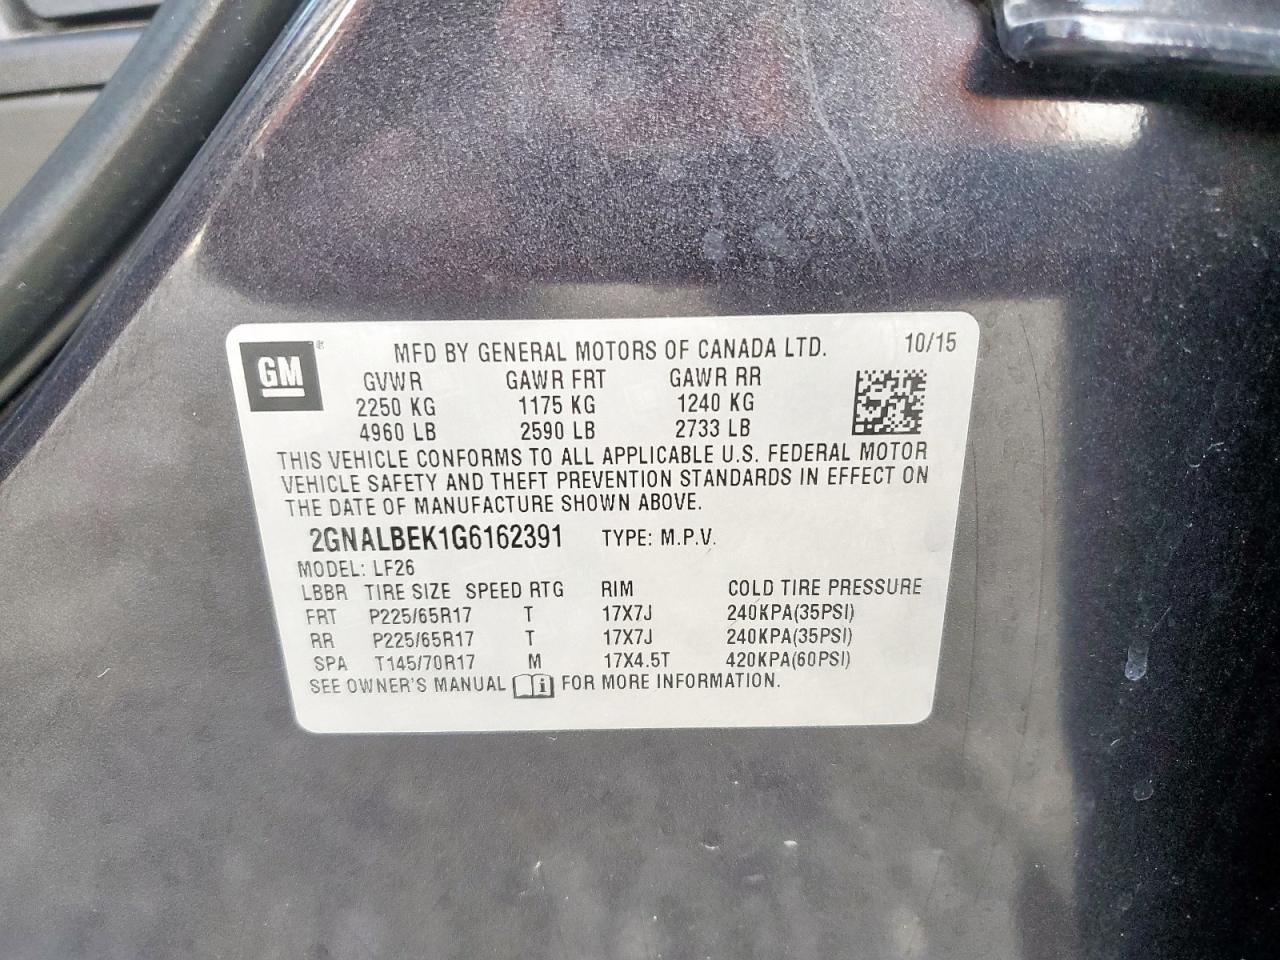 GM
MFD BY GENERAL MOTORS OF CANADA LTD. 10/15
GVWR GAWR FRT GAWR RR
2250 KG 1175 KG 1240 KG
4960 LB 2590 LB 2733 LB
THIS VEHICLE CONFORMS TO ALL APPLICABLE U.S. FEDERAL MOTOR
VEHICLE SAFETY AND THEFT PREVENTION STANDARDS IN EFFECT ON
THE DATE OF MANUFACTURE SHOWN ABOVE.
2GNALBEK1G6162391 TYPE: M.P.V.
MODEL: LF26
LBBR TIRE SIZE SPEED RTG RIM COLD TIRE PRESSURE
FRT P225/65R17 T 17X7J 240KPA(35PSI)
RR P225/65R17 T 17X7J 240KPA(35PSI)
SPA T145/70R17 M 17X4.5T 420KPA(60PSI)
SEE OWNER'S MANUAL FOR MORE INFORMATION.